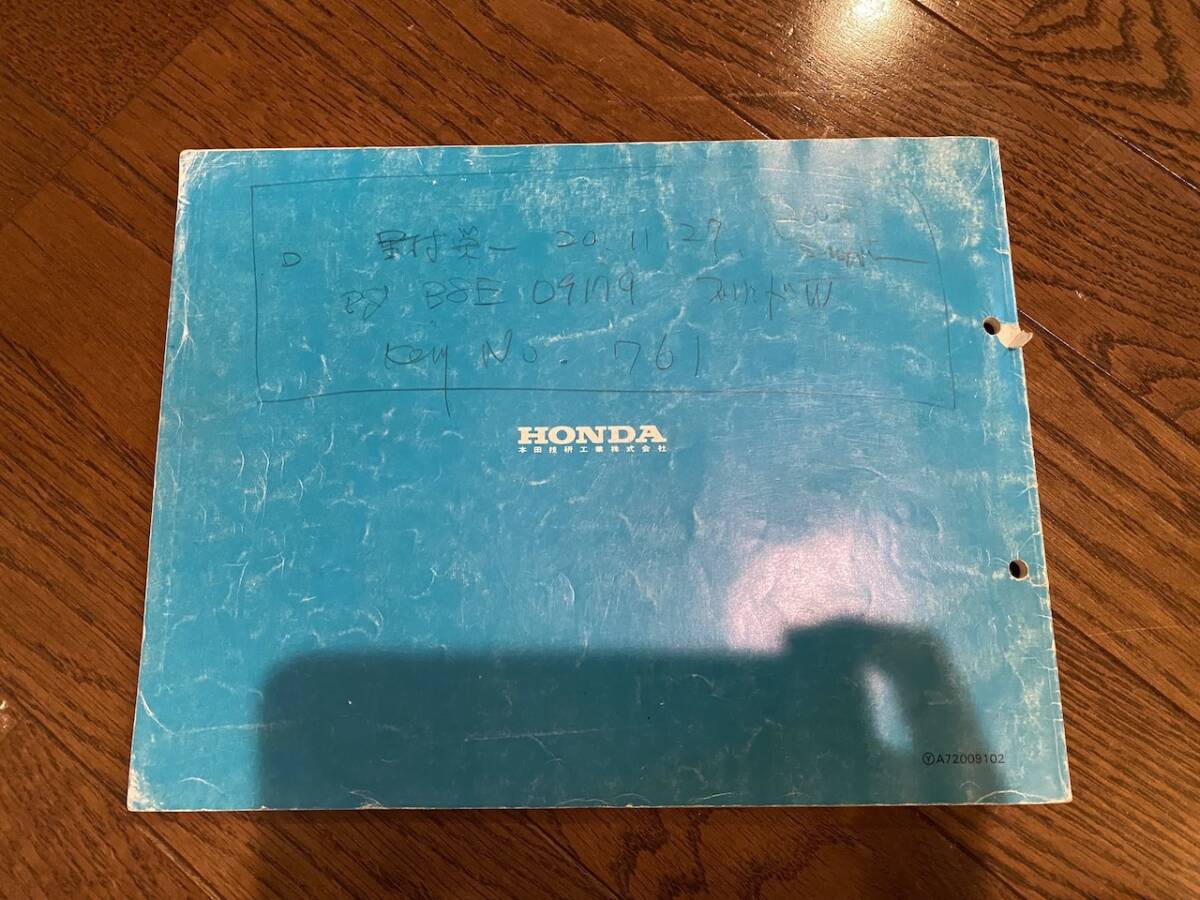 D 野村栄一 20.11.27
B8E 09179
Key No. 761
HONDA
本田技研工業株式会社
ⓎA72009102